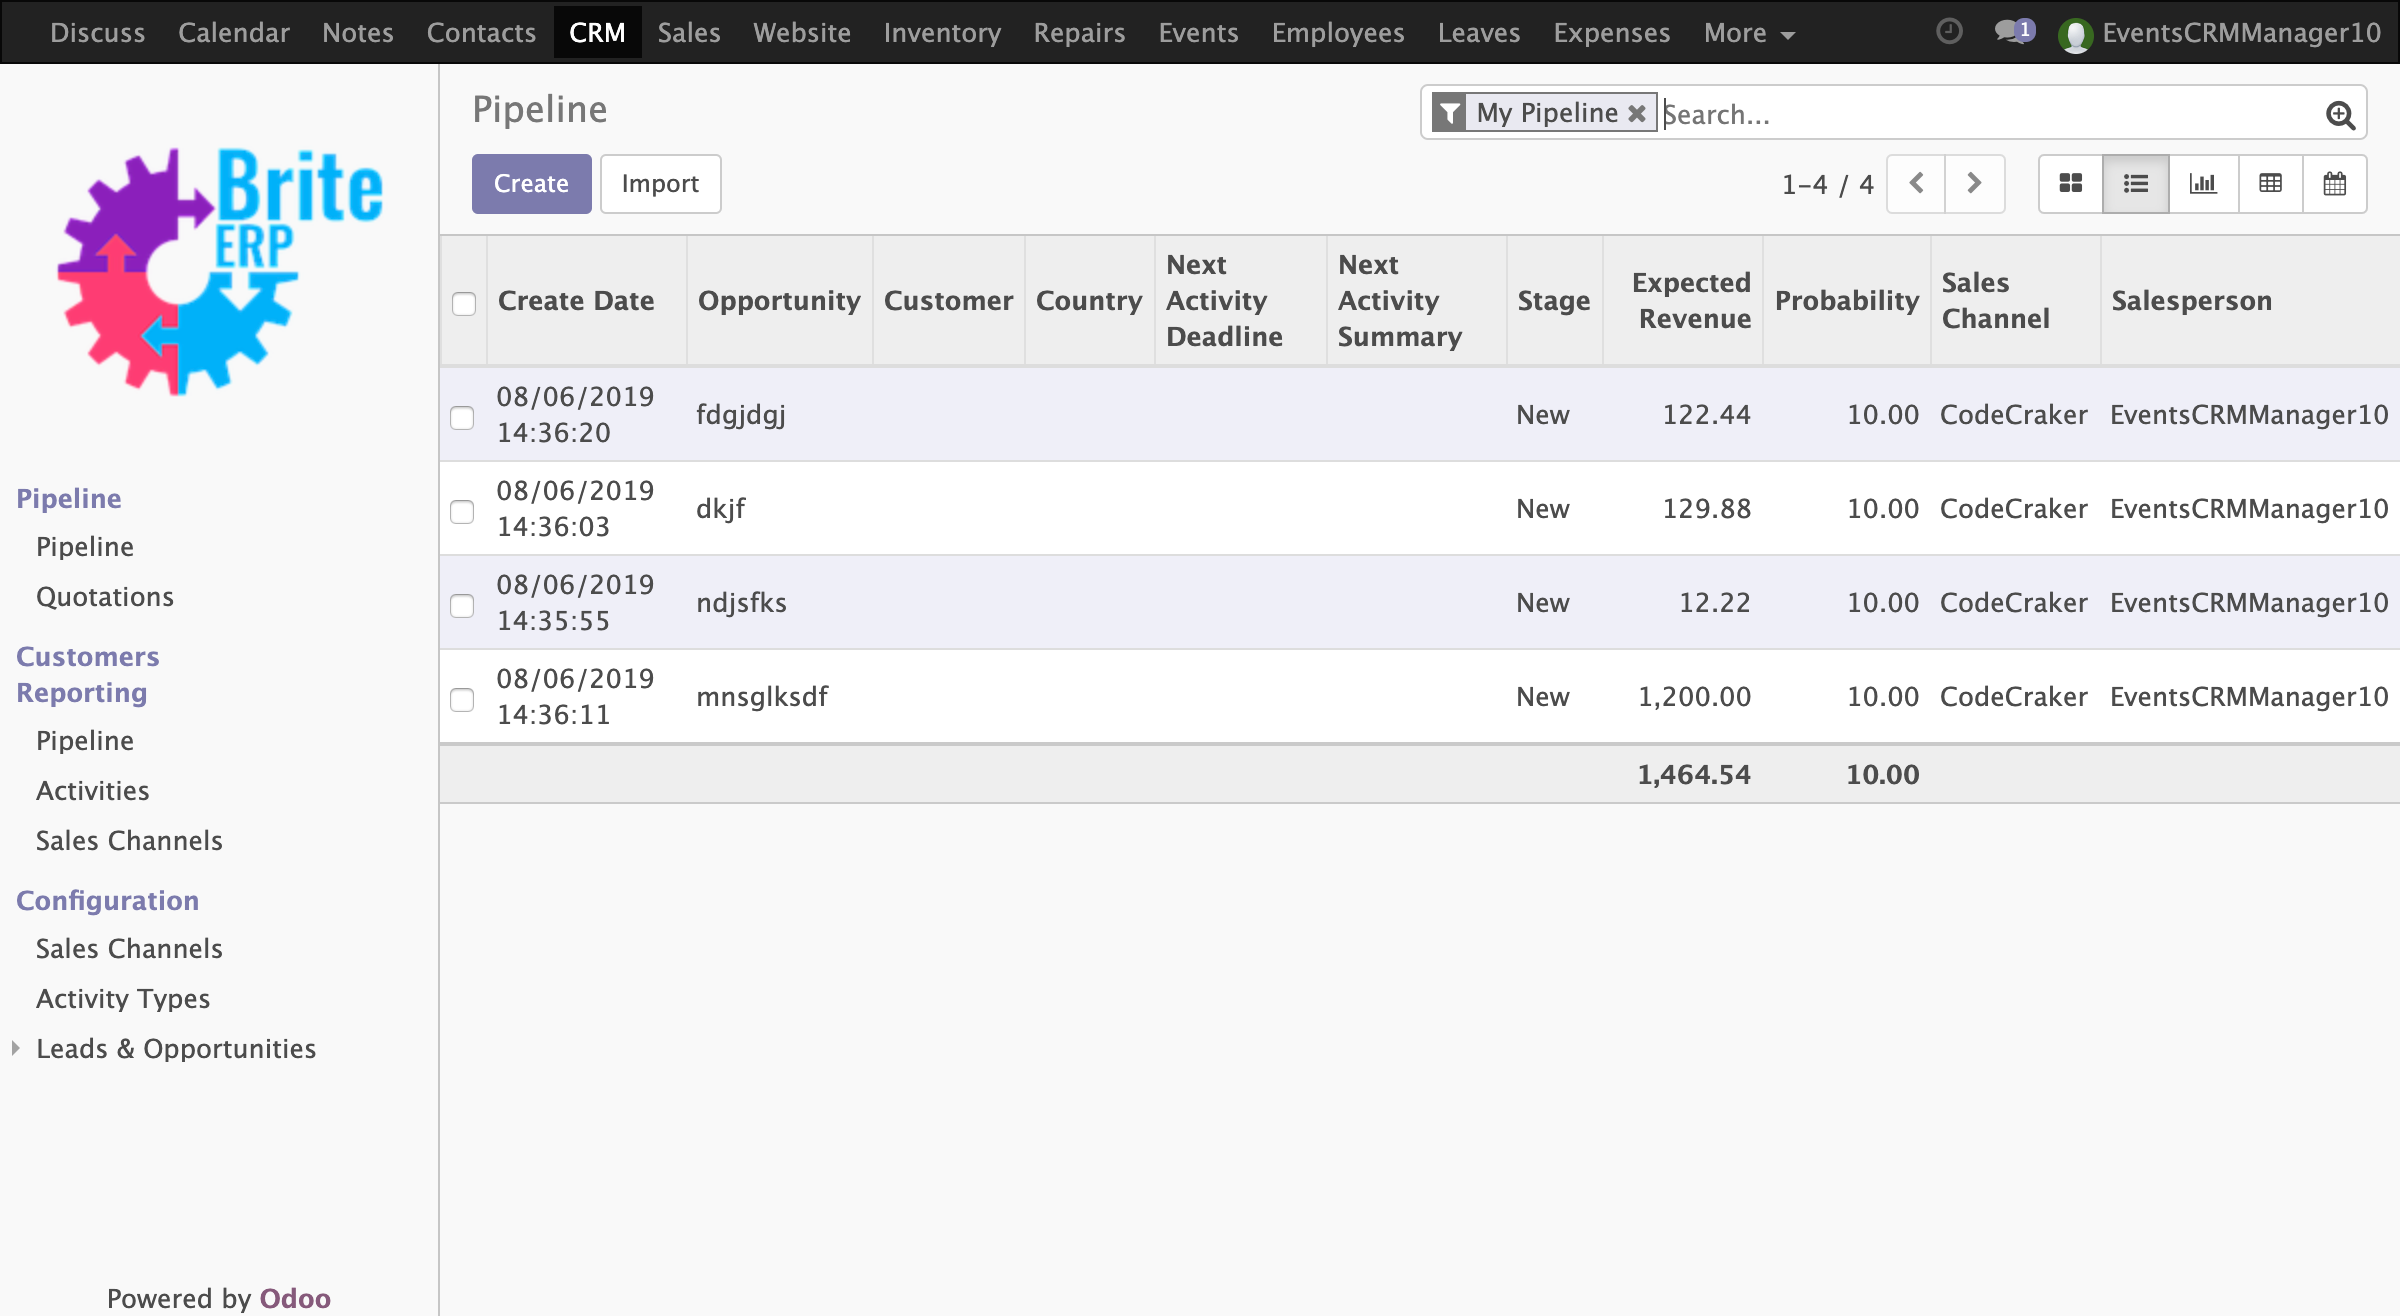 Discuss Calendar Notes Contacts CRM Sales Website Inventory Repairs Events Employees Leaves Expenses More 1 EventsCRMManager10
Brite
ERP
Pipeline
Pipeline
Quotations
Customers
Reporting
Pipeline
Activities
Sales Channels
Configuration
Sales Channels
Activity Types
Leads & Opportunities
Powered by Odoo
Pipeline
My Pipeline Search...
Create Import
1-4 / 4
Create Date Opportunity Customer Country Next Activity Deadline Next Activity Summary Stage Expected Revenue Probability Sales Channel Salesperson
08/06/2019 14:36:20 fdgjdgj New 122.44 10.00 CodeCraker EventsCRMManager10
08/06/2019 14:36:03 dkjf New 129.88 10.00 CodeCraker EventsCRMManager10
08/06/2019 14:35:55 ndjsfks New 12.22 10.00 CodeCraker EventsCRMManager10
08/06/2019 14:36:11 mnsglksdf New 1,200.00 10.00 CodeCraker EventsCRMManager10
1,464.54 10.00